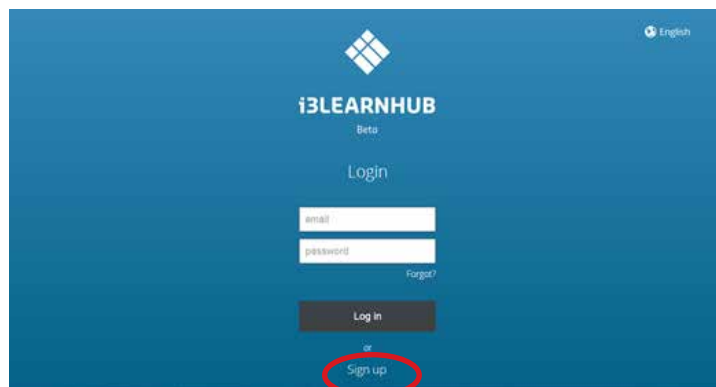 English
i3LEARNHUB
Beta
Login
email
password
Forgot?
Log in
or
Sign up